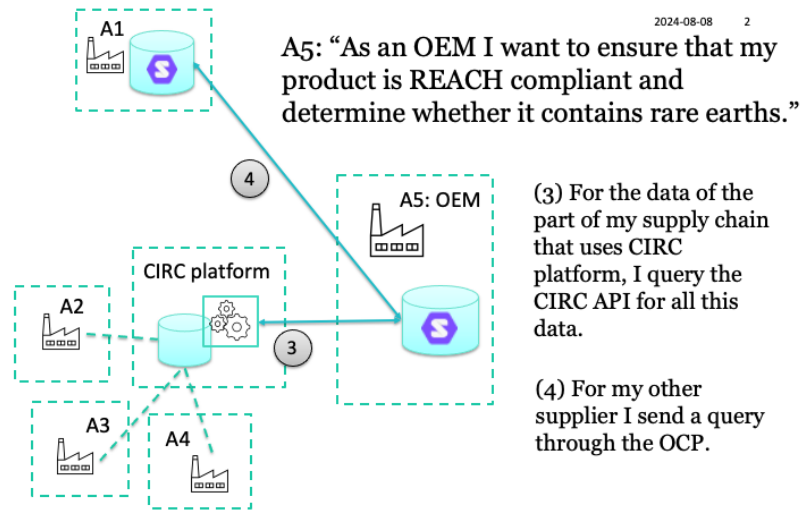 2024-08-08 2
A1
A5: “As an OEM I want to ensure that my
product is REACH compliant and
determine whether it contains rare earths.”
4
A5: OEM
(3) For the data of the
part of my supply chain
that uses CIRC
platform, I query the
CIRC API for all this
data.
CIRC platform
A2
3
(4) For my other
supplier I send a query
through the OCP.
A3
A4